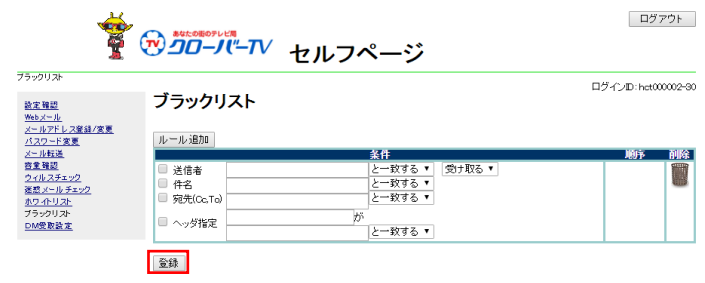 ログアウト
あなたの街のテレビ局
TV クローバーTV セルフページ
ブラックリスト
ログインID:hct000002-30
設定確認
Webメール
メールアドレス登録/変更
パスワード変更
メール転送
容量確認
ウィルスチェック
迷惑メールチェック
ホワイトリスト
ブラックリスト
DM受取設定
ブラックリスト
ルール追加
条件 順序 削除
送信者 と一致する ▼ 受け取る ▼
件名 と一致する ▼
宛先(Cc,To) と一致する ▼
ヘッダ指定 が
と一致する ▼
登録